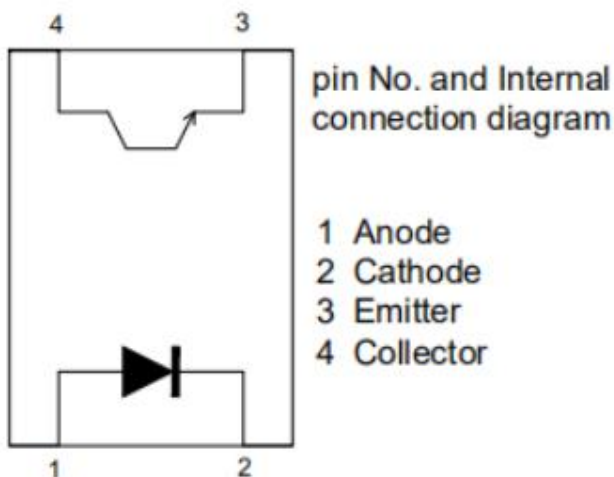 4 3
pin No. and Internal
connection diagram
1 Anode
2 Cathode
3 Emitter
4 Collector
1 2